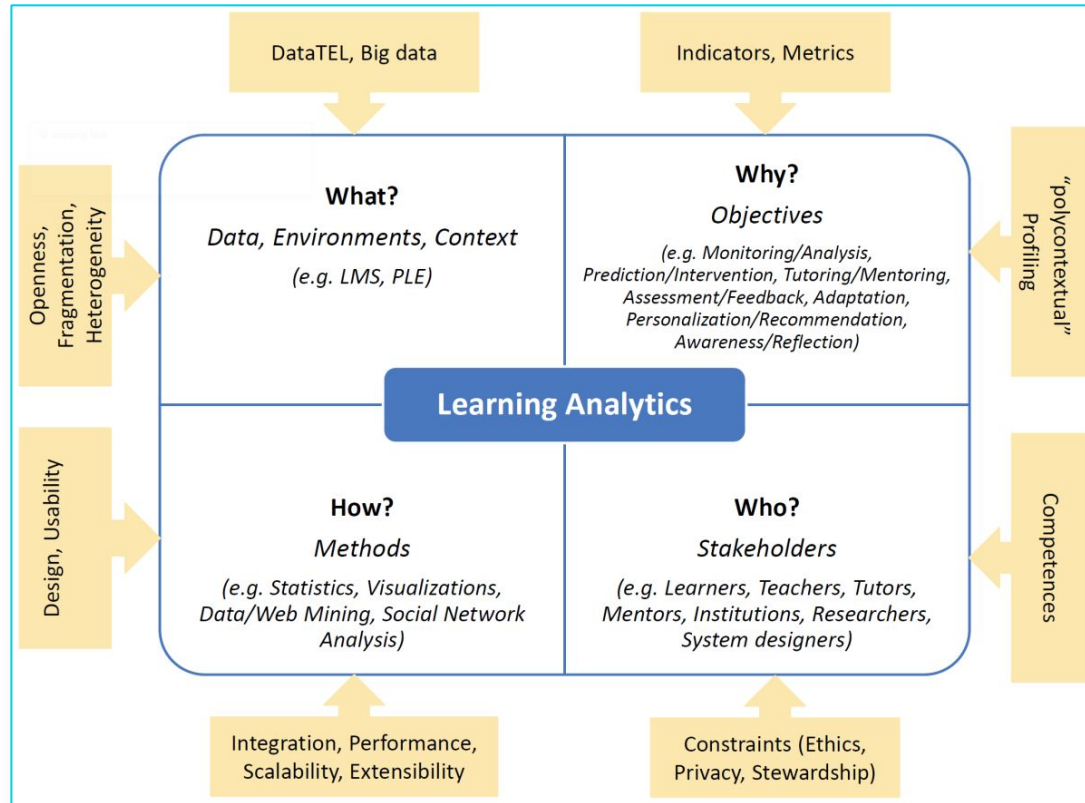 DataTEL, Big data
Indicators, Metrics
Openness,
Fragmentation,
Heterogeneity
What?
Data, Environments, Context
(e.g. LMS, PLE)
Why?
Objectives
(e.g. Monitoring/Analysis,
Prediction/Intervention, Tutoring/Mentoring,
Assessment/Feedback, Adaptation,
Personalization/Recommendation,
Awareness/Reflection)
“polycontextual”
Profiling
Learning Analytics
Design, Usability
How?
Methods
(e.g. Statistics, Visualizations,
Data/Web Mining, Social Network
Analysis)
Who?
Stakeholders
(e.g. Learners, Teachers, Tutors,
Mentors, Institutions, Researchers,
System designers)
Competences
Integration, Performance,
Scalability, Extensibility
Constraints (Ethics,
Privacy, Stewardship)